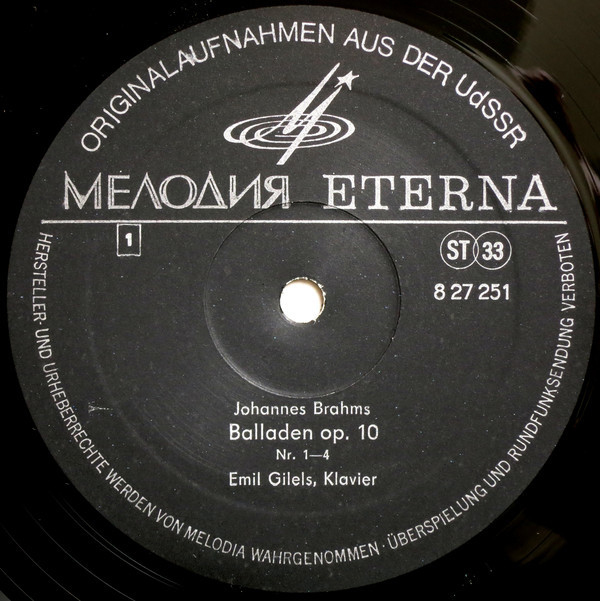 ORIGINALAUFNAHMEN AUS DER UdSSR
МЕЛОДИЯ ETERNA
1
ST 33
8 27 251
Johannes Brahms
Balladen op. 10
Nr. 1—4
Emil Gilels, Klavier
HERSTELLER- UND URHEBERRECHTE WERDEN VON MELODIA WAHRGENOMMEN · ÜBERSPIELUNG UND RUNDFUNKSENDUNG VERBOTEN